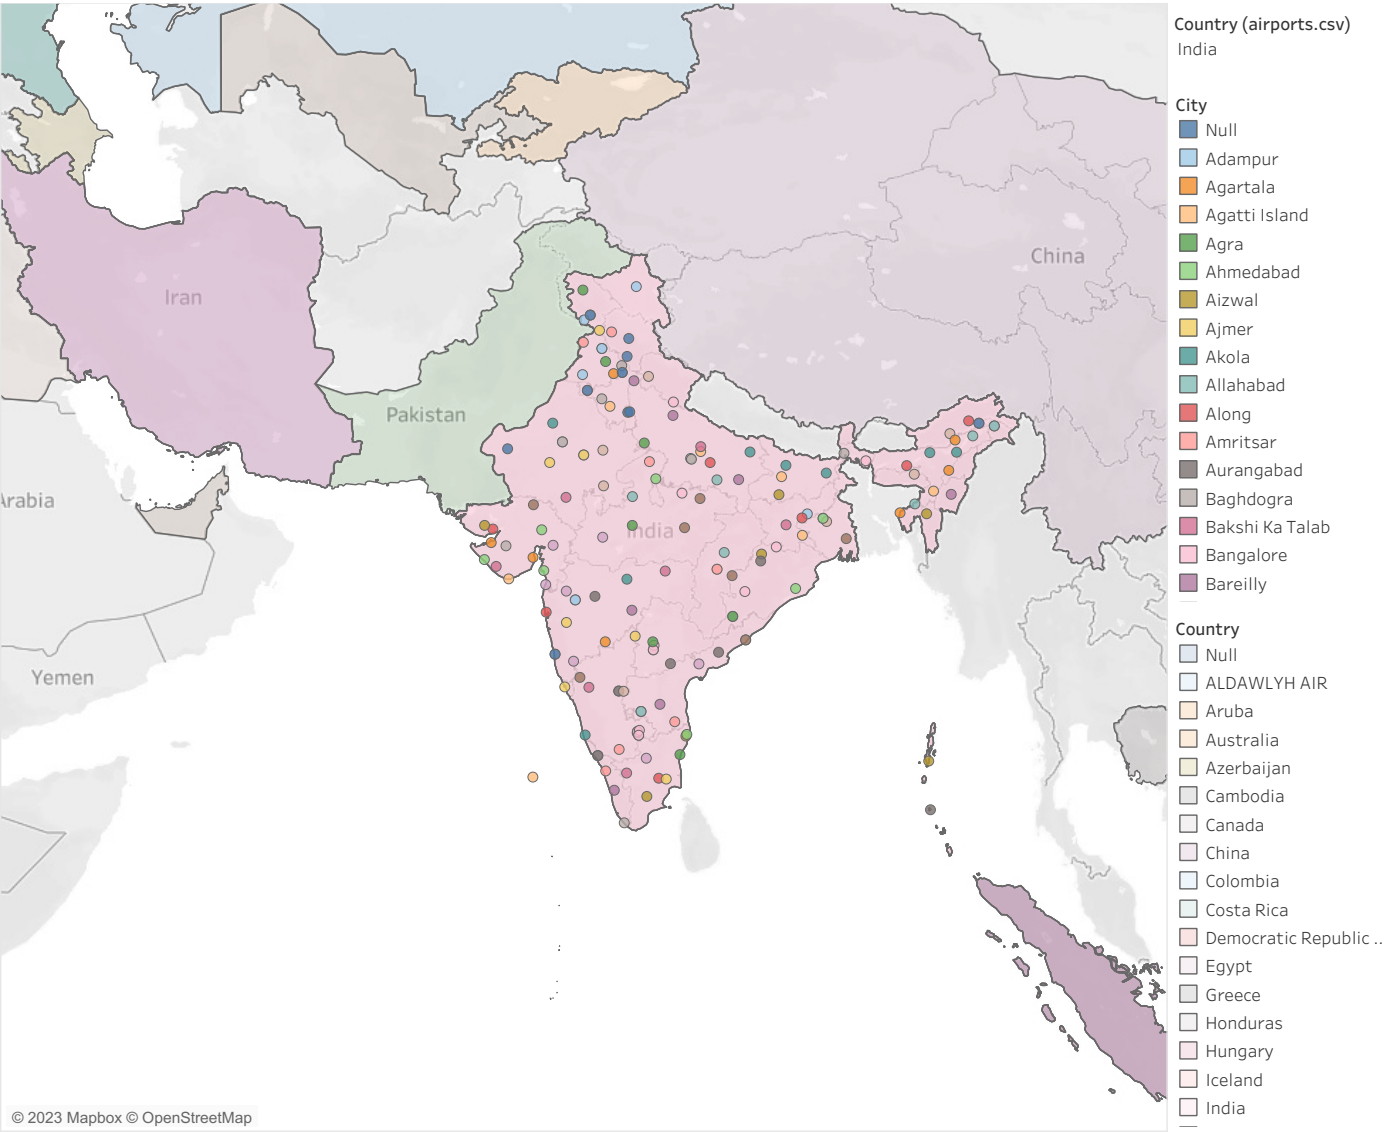 Country (airports.csv)
India
City
Null
Adampur
Agartala
Agatti Island
Agra
Ahmedabad
Aizwal
Ajmer
Akola
Allahabad
Along
Amritsar
Aurangabad
Baghdogra
Bakshi Ka Talab
Bangalore
Bareilly
Country
Null
ALDAWLYH AIR
Aruba
Australia
Azerbaijan
Cambodia
Canada
China
Colombia
Costa Rica
Democratic Republic ..
Egypt
Greece
Honduras
Hungary
Iceland
India
China
Iran
Pakistan
Arabia
India
Yemen
© 2023 Mapbox © OpenStreetMap